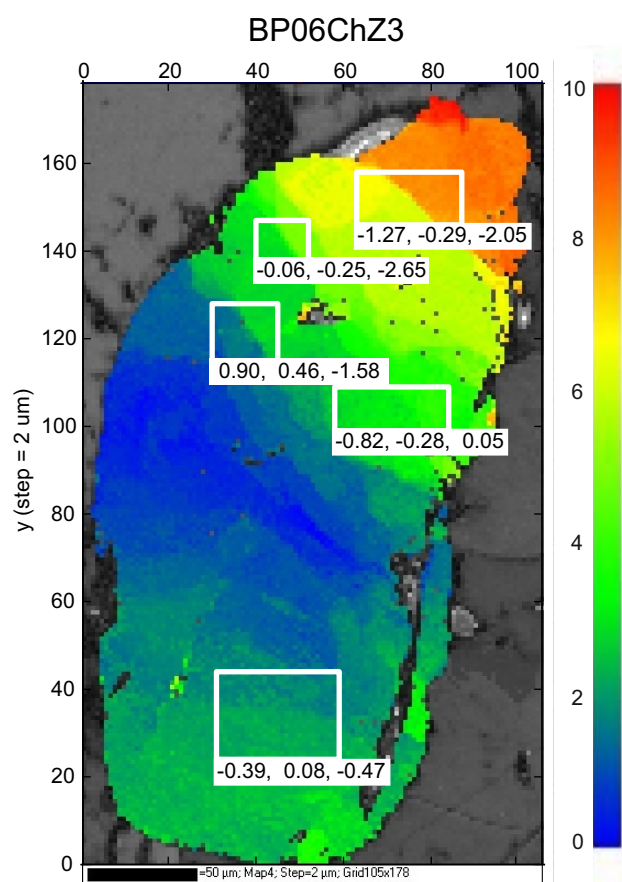 BP06ChZ3
0 20 40 60 80 100
10
160
-1.27, -0.29, -2.05
140
8
-0.06, -0.25, -2.65
120
0.90, 0.46, -1.58
6
100
-0.82, -0.28, 0.05
y (step = 2 um)
80
4
60
40
2
20
-0.39, 0.08, -0.47
0
0
=50 µm; Map4; Step=2 µm; Grid105x178